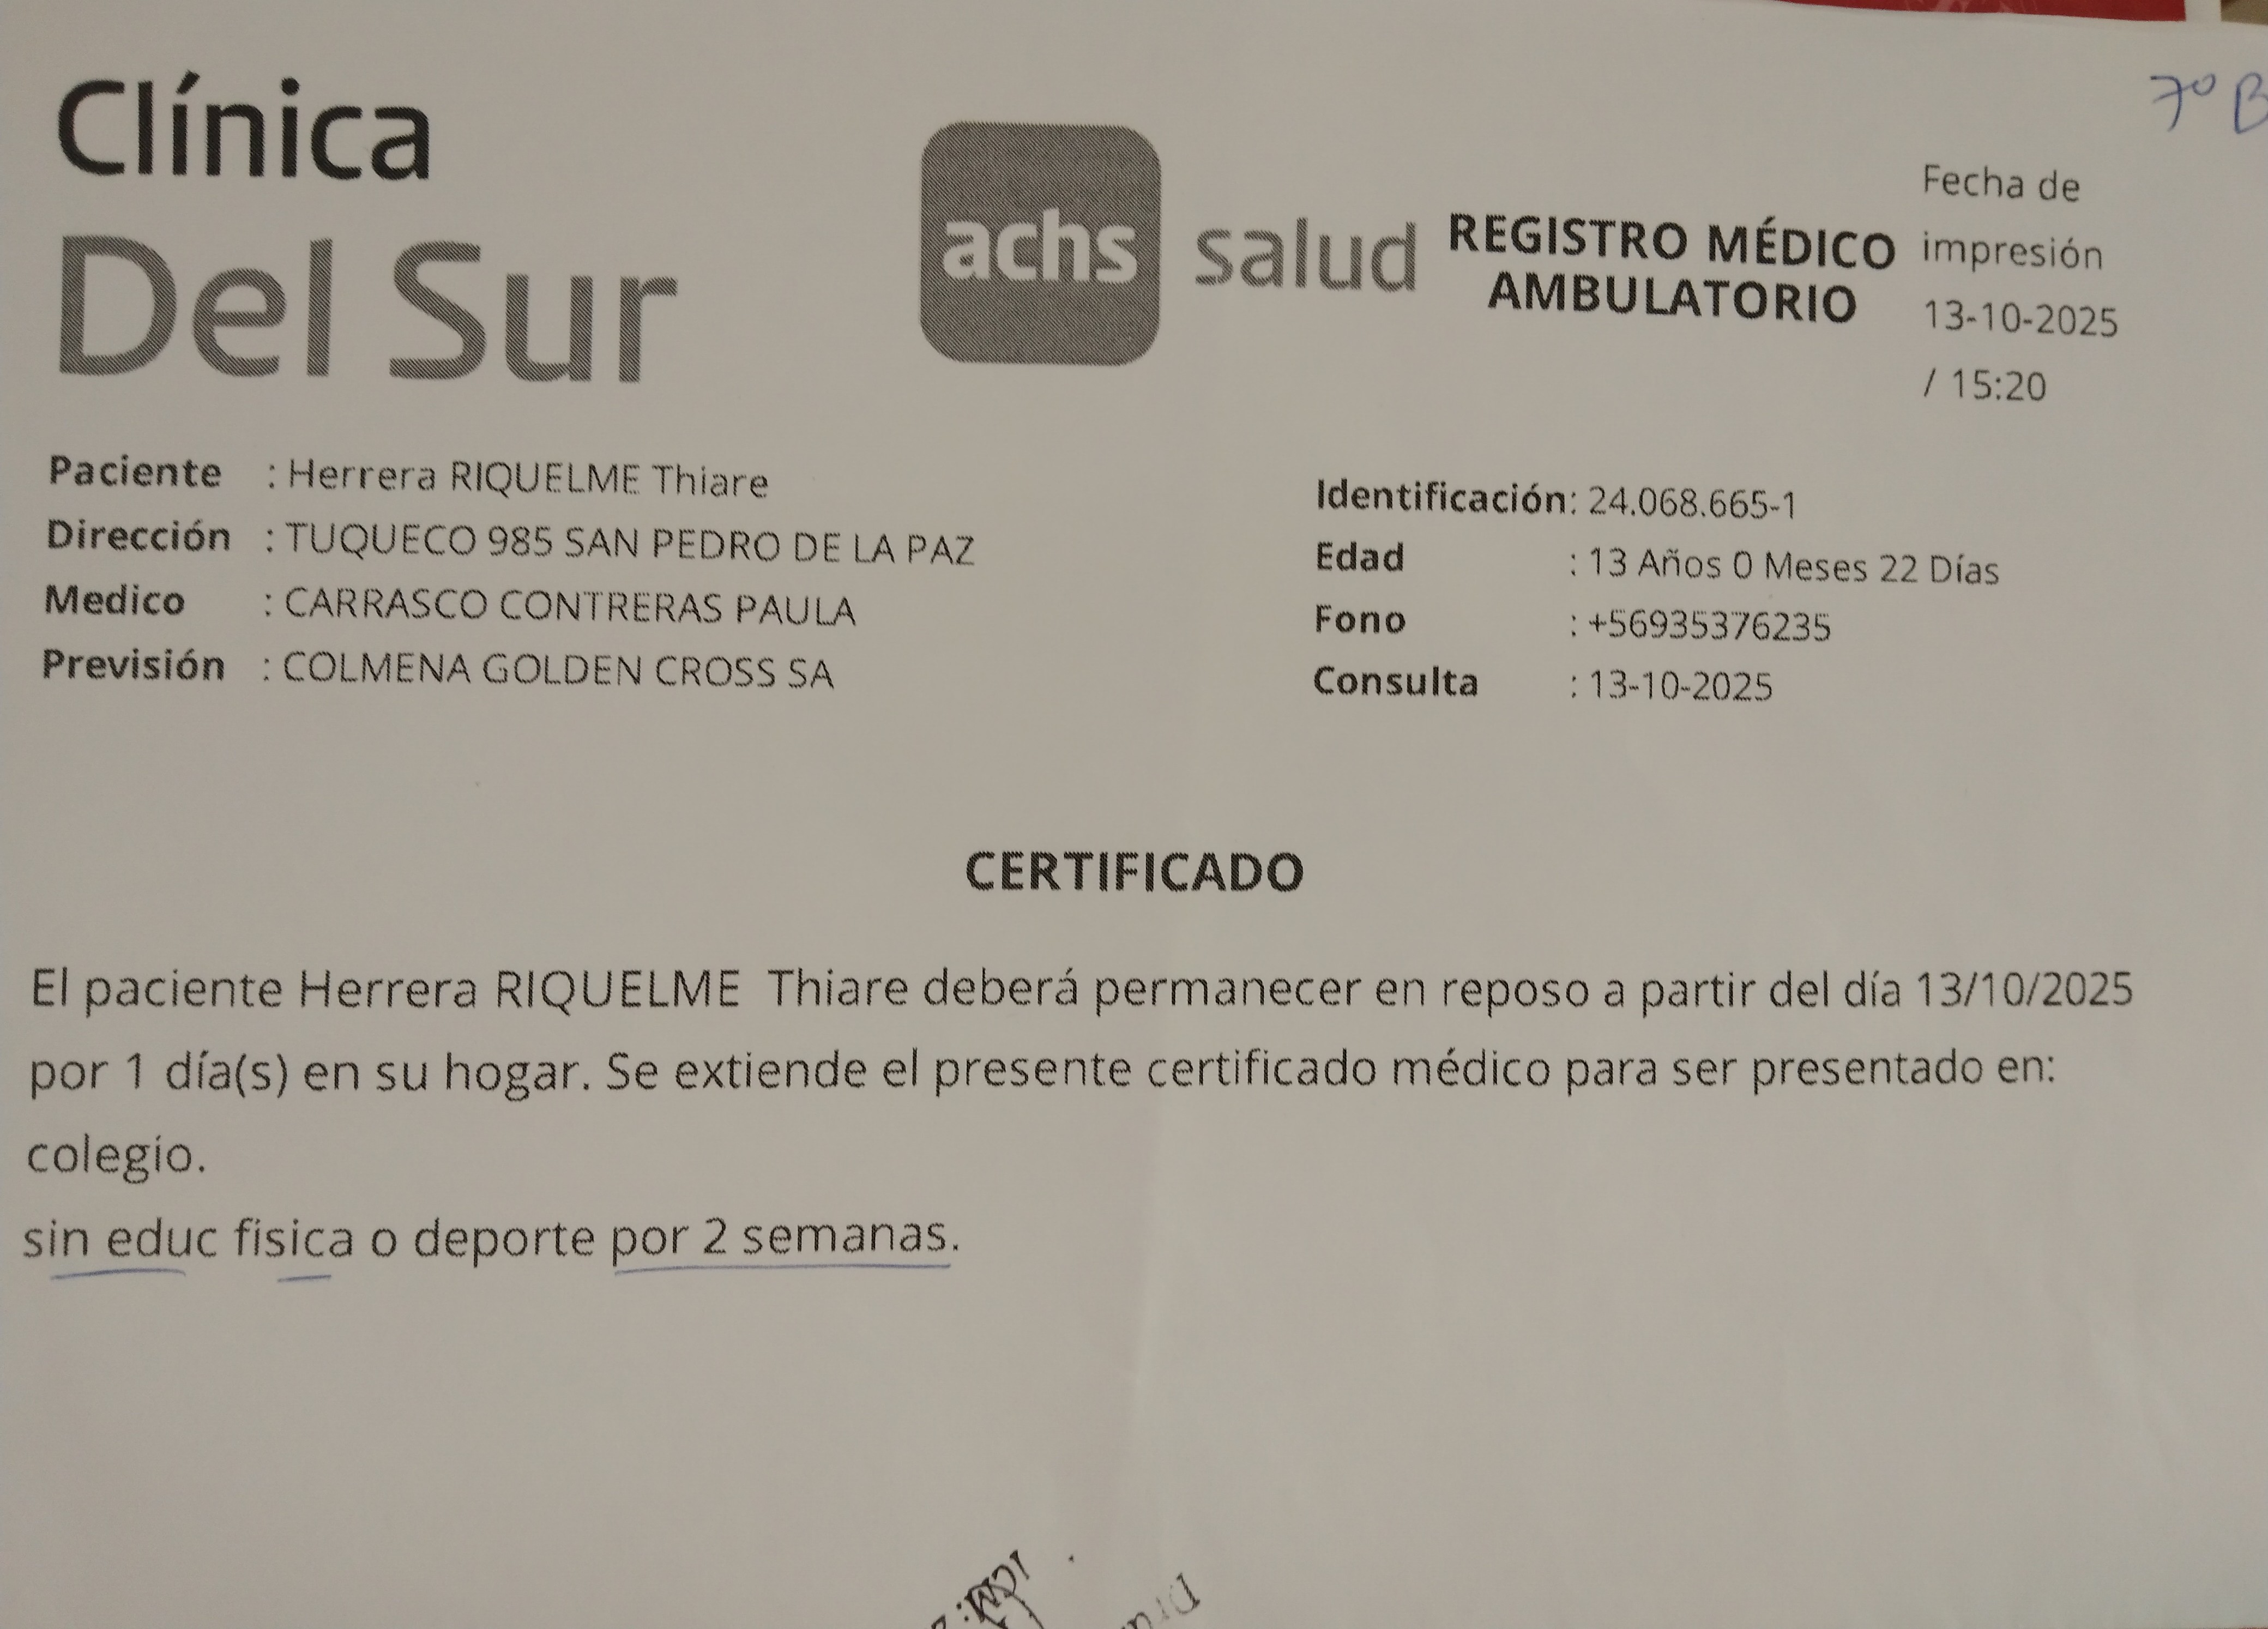 7° B
Clínica
Del Sur
achs salud
REGISTRO MÉDICO
AMBULATORIO
Fecha de
impresión
13-10-2025
/ 15:20
Paciente : Herrera RIQUELME Thiare
Dirección : TUQUECO 985 SAN PEDRO DE LA PAZ
Medico : CARRASCO CONTRERAS PAULA
Previsión : COLMENA GOLDEN CROSS SA
Identificación: 24.068.665-1
Edad : 13 Años 0 Meses 22 Días
Fono : +56935376235
Consulta : 13-10-2025
CERTIFICADO
El paciente Herrera RIQUELME Thiare deberá permanecer en reposo a partir del día 13/10/2025
por 1 día(s) en su hogar. Se extiende el presente certificado médico para ser presentado en:
colegio.
sin educ fisica o deporte por 2 semanas.